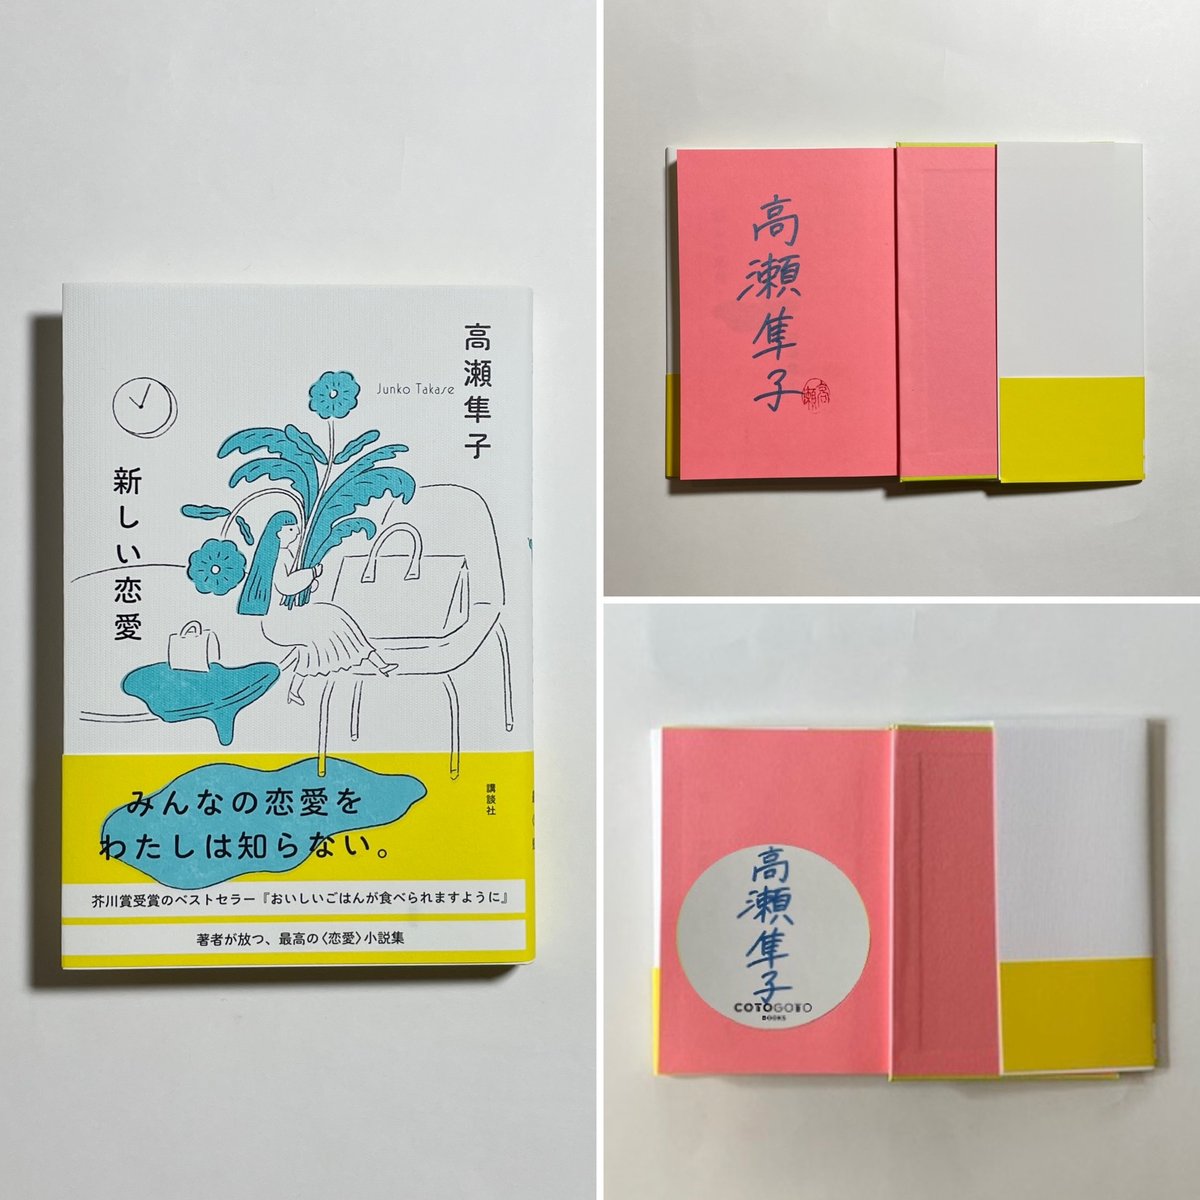 高瀬隼子
Junko Takase
新しい恋愛
みんなの恋愛を
わたしは知らない。
講談社
芥川賞受賞のベストセラー『おいしいごはんが食べられますように』
著者が放つ、最高の〈恋愛〉小説集
高瀬隼子
高瀬
高瀬隼子
COTOGOTO
BOOKS